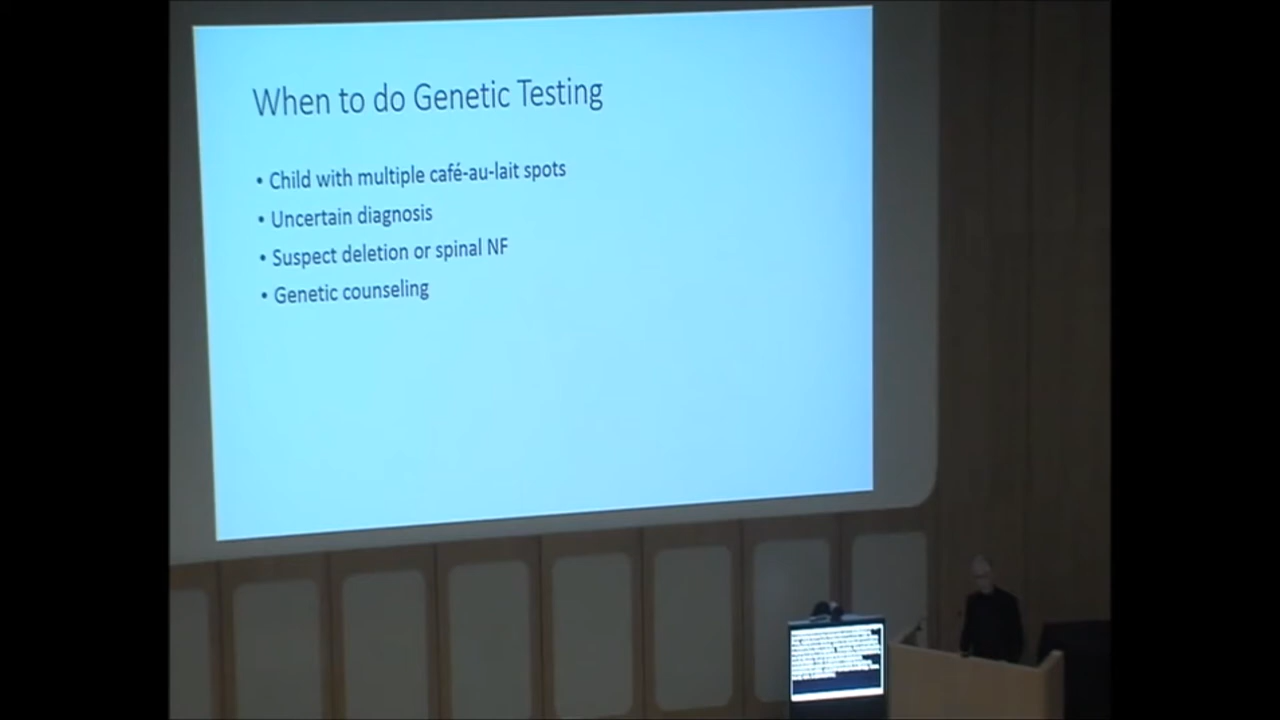 When to do Genetic Testing
• Child with multiple café-au-lait spots
• Uncertain diagnosis
• Suspect deletion or spinal NF
• Genetic counseling